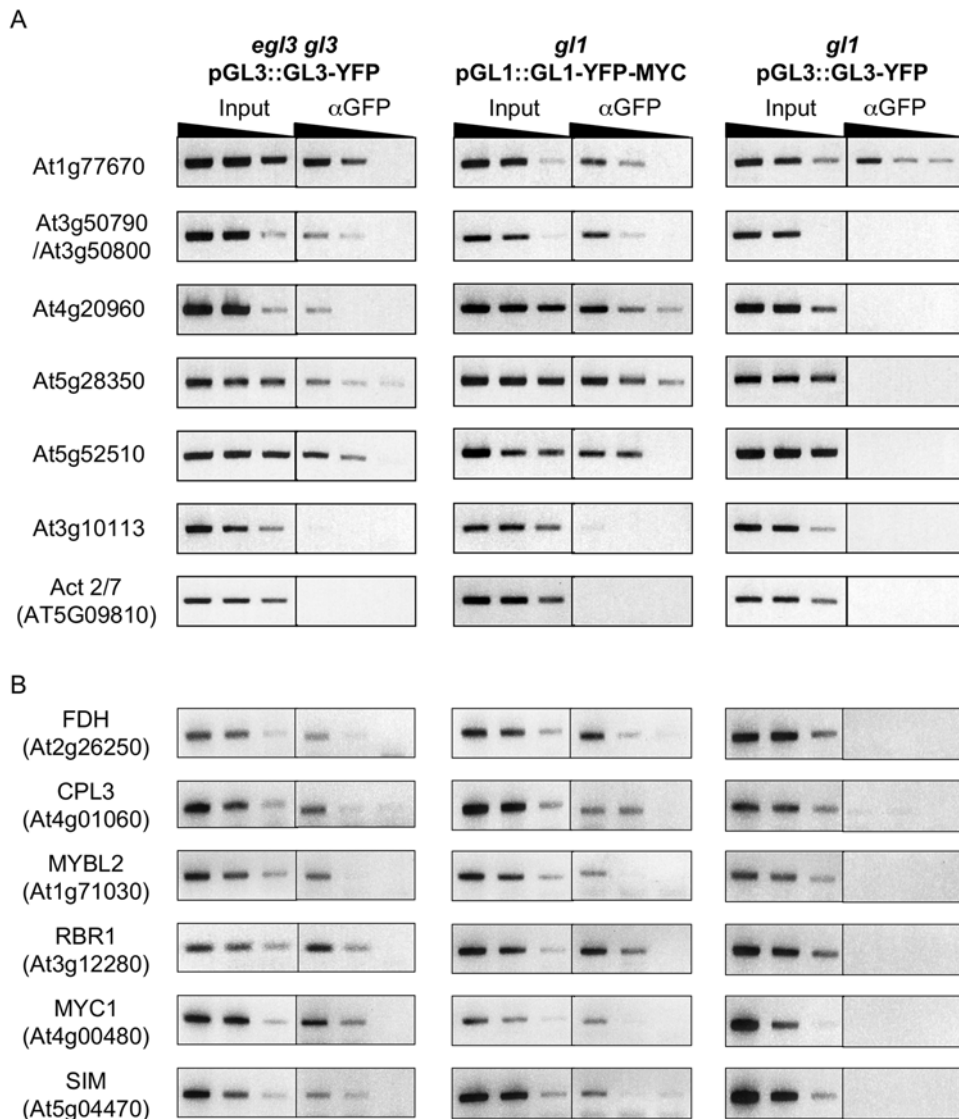 A
egl3 gl3
pGL3::GL3-YFP
gl1
pGL1::GL1-YFP-MYC
gl1
pGL3::GL3-YFP
Input αGFP
Input αGFP
Input αGFP
At1g77670
At3g50790
/At3g50800
At4g20960
At5g28350
At5g52510
At3g10113
Act 2/7
(AT5G09810)
B
FDH
(At2g26250)
CPL3
(At4g01060)
MYBL2
(At1g71030)
RBR1
(At3g12280)
MYC1
(At4g00480)
SIM
(At5g04470)